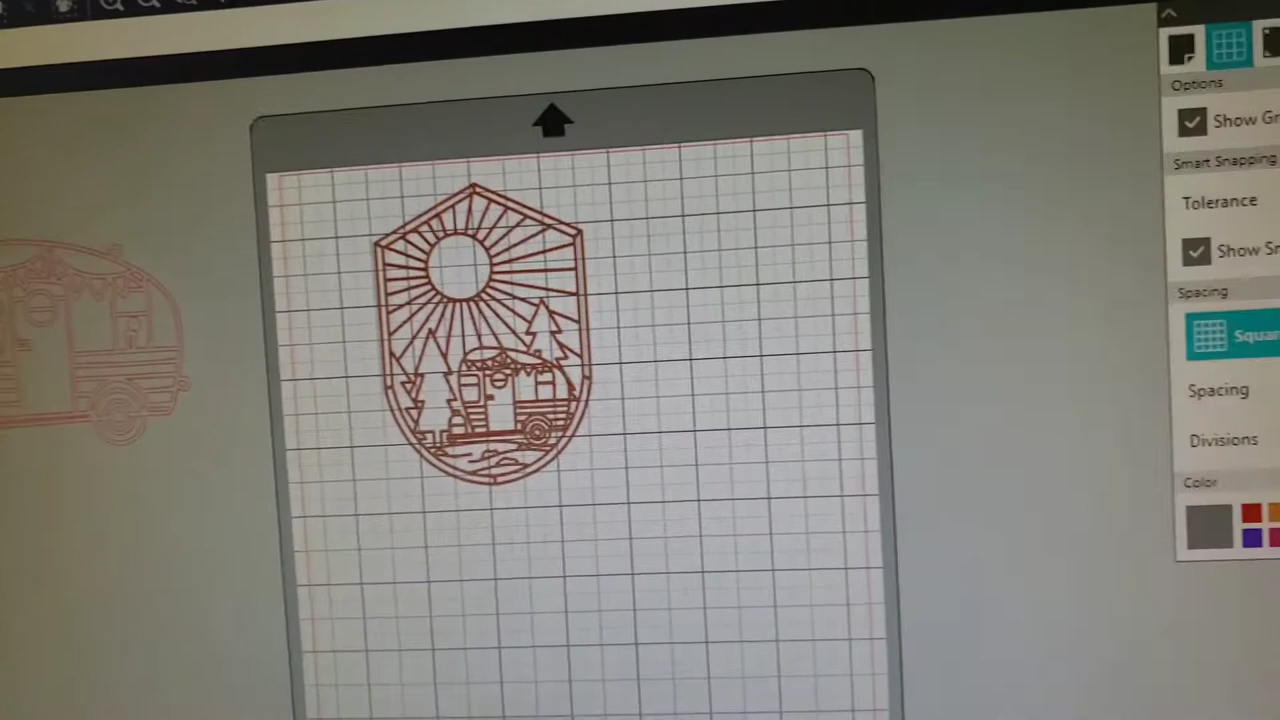 Options
Show Gr
Smart Snapping
Tolerance
Show Sn
Spacing
Squar
Spacing
Divisions
Color